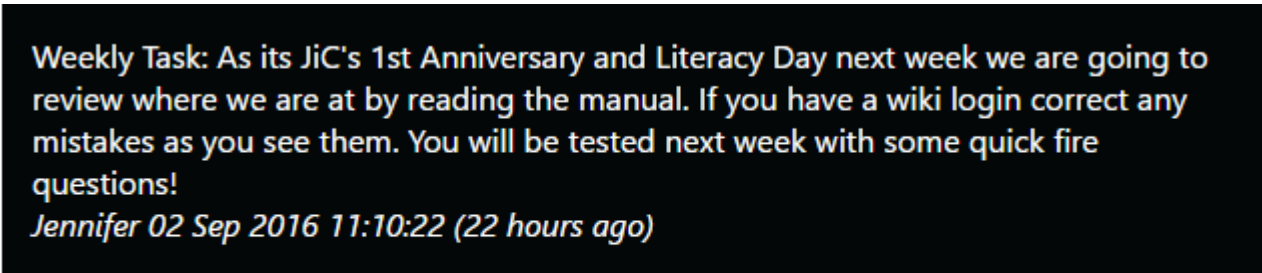 Weekly Task: As its JiC's 1st Anniversary and Literacy Day next week we are going to
review where we are at by reading the manual. If you have a wiki login correct any
mistakes as you see them. You will be tested next week with some quick fire
questions!
Jennifer 02 Sep 2016 11:10:22 (22 hours ago)